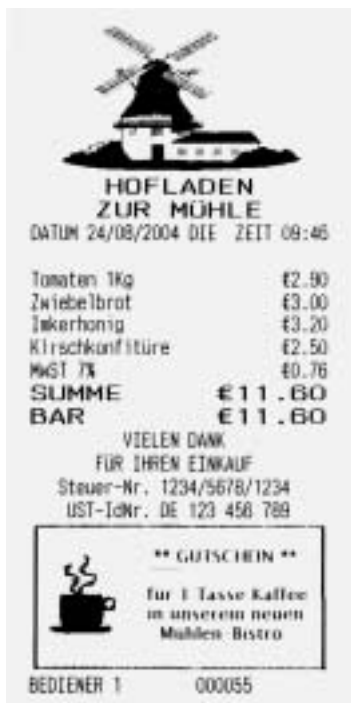 HOFLADEN
ZUR MÜHLE
DATUM 24/08/2004 DIE ZEIT 09:46
Tomaten 1Kg €2.90
Zwiebelbrot €3.00
Imkerhonig €3.20
Kirschkonfitüre €2.50
MWST 7% €0.76
SUMME €11.60
BAR €11.60
VIELEN DANK
FÜR IHREN EINKAUF
Steuer-Nr. 1234/5678/1234
UST-IdNr. DE 123 456 789
** GUTSCHEIN **
für 1 Tasse Kaffee
in unserem neuen
Mühlen Bistro
BEDIENER 1 000055